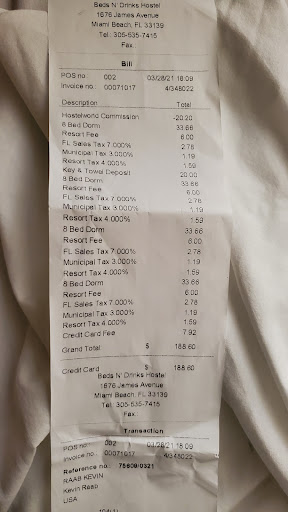 Beds N' Drinks Hostel
1676 James Avenue
Miami Beach, FL 33139
Tel. 305-535-7415
Fax.
Bill
POS no.: 002 03/28/21 18:09
Invoice no.: 00071017 4/348022
Description Total
Hostelworld Commission -20.20
8 Bed Dorm 33.66
Resort Fee 6.00
FL Sales Tax 7.000% 2.78
Municipal Tax 3.000% 1.19
Resort Tax 4.000% 1.59
Key & Towel Deposit 20.00
8 Bed Dorm 33.66
Resort Fee 6.00
FL Sales Tax 7.000% 2.78
Municipal Tax 3.000% 1.19
Resort Tax 4.000% 1.59
8 Bed Dorm 33.66
Resort Fee 6.00
FL Sales Tax 7.000% 2.78
Municipal Tax 3.000% 1.19
Resort Tax 4.000% 1.59
8 Bed Dorm 33.66
Resort Fee 6.00
FL Sales Tax 7.000% 2.78
Municipal Tax 3.000% 1.19
Resort Tax 4.000% 1.59
Credit Card Fee 7.92
Grand Total $ 188.60
Credit Card $ 188.60
Beds N' Drinks Hostel
1676 James Avenue
Miami Beach, FL 33139
Tel. 305-535-7415
Fax.
Transaction
POS no. 002 03/28/21 18:09
Invoice no. 00071017 4/348022
Reference no.
RAAB KEVIN
Kevin Raab
USA